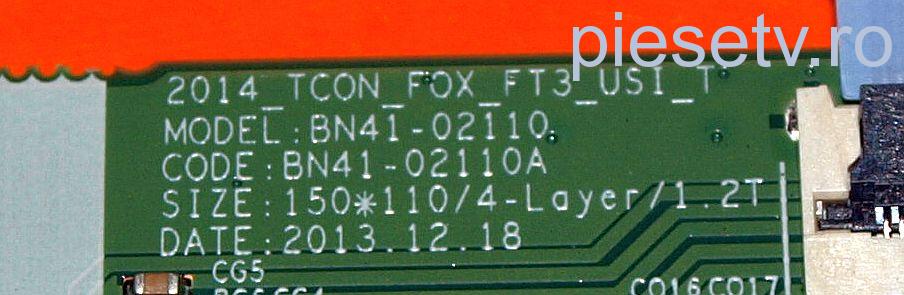 piesetv.ro
2014_TCON_FOX_FT3_USI_T
MODEL:BN41-02110
CODE:BN41-02110A
SIZE:150*110/4-Layer/1.2T
DATE:2013.12.18
CG5
CO16 CO17